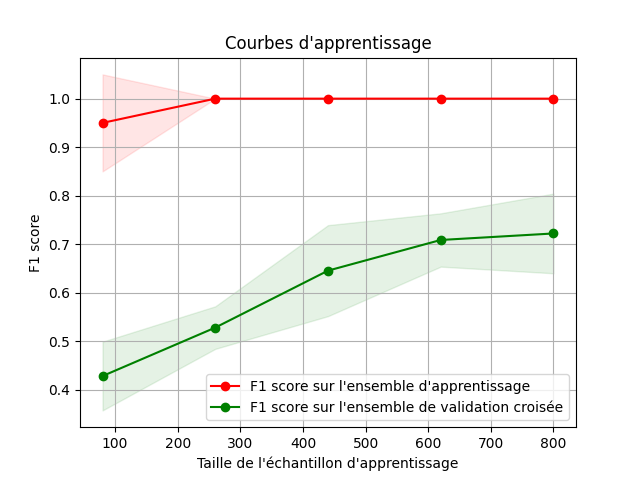 Courbes d'apprentissage
F1 score
1.0
0.9
0.8
0.7
0.6
0.5
0.4
F1 score sur l'ensemble d'apprentissage
F1 score sur l'ensemble de validation croisée
100 200 300 400 500 600 700 800
Taille de l'échantillon d'apprentissage